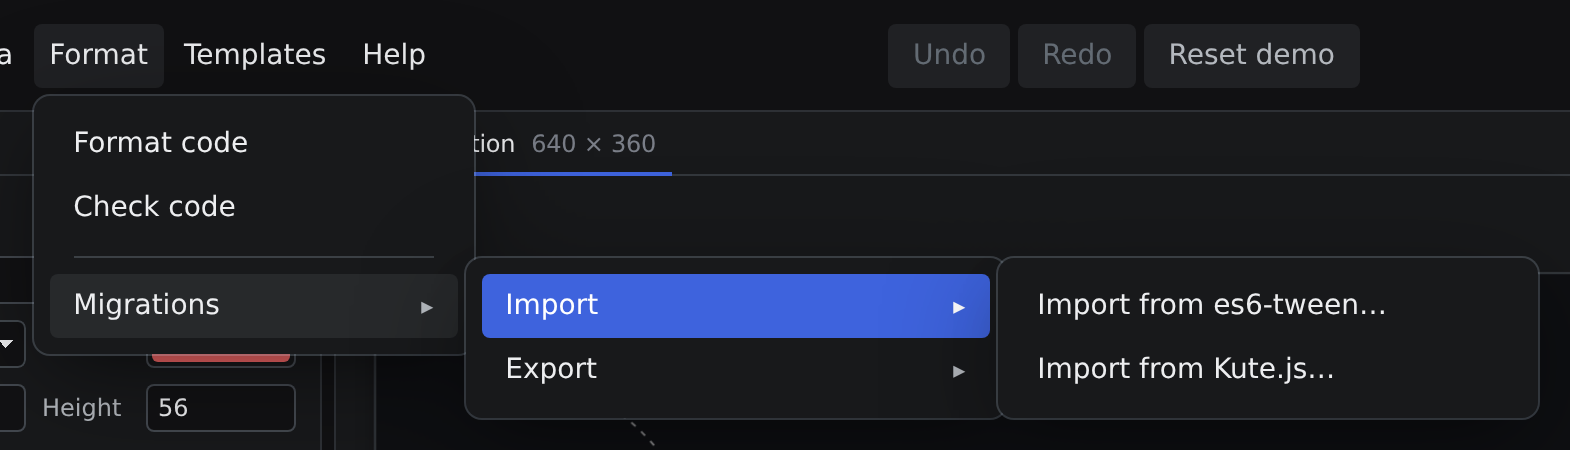 a Format Templates Help Undo Redo Reset demo
Format code
tion 640 × 360
Check code
Migrations ▸ Import ▸ Import from es6-tween...
Export ▸ Import from Kute.js...
Height 56